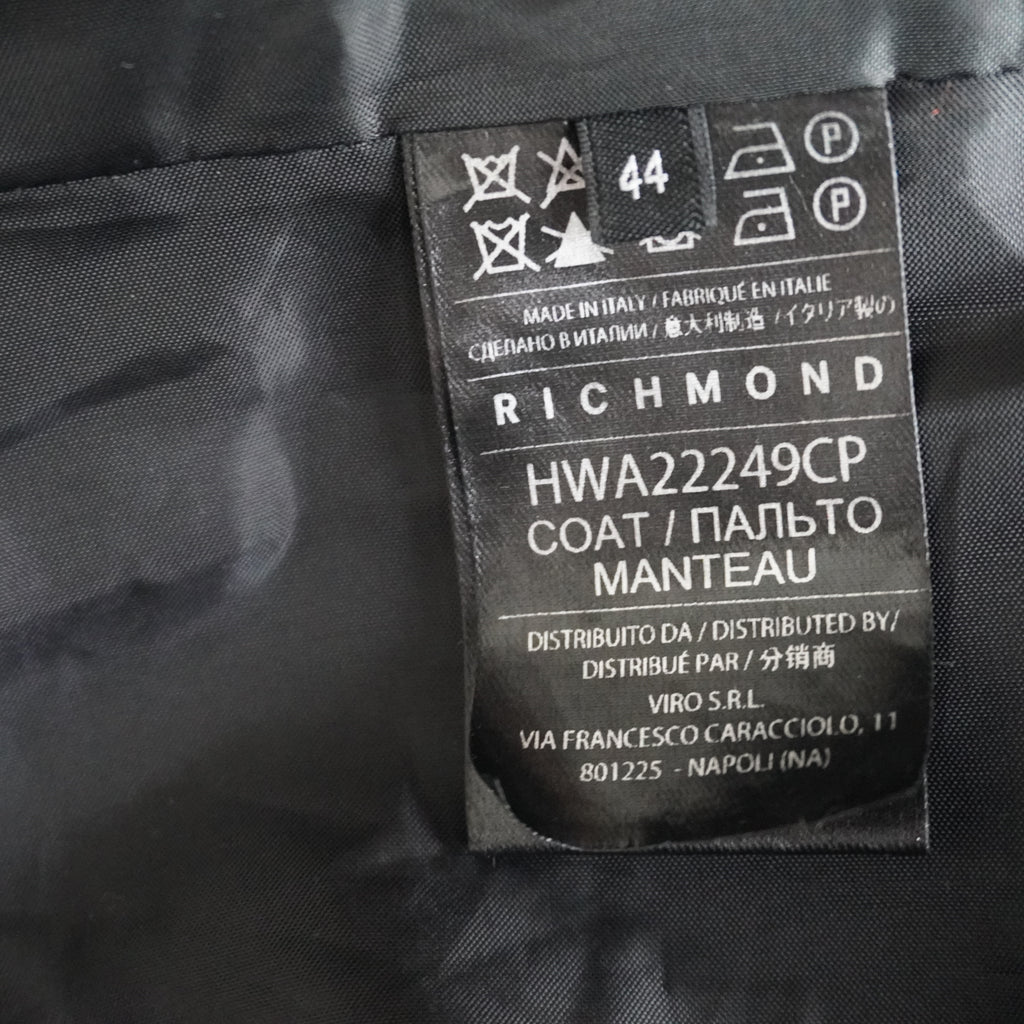 44
P
P
MADE IN ITALY / FABRIQUÉ EN ITALIE
СДЕЛАНО В ИТАЛИИ / 意大利制造 / イタリア製の
RICHMOND
HWA22249CP
COAT / ПАЛЬТО
MANTEAU
DISTRIBUITO DA / DISTRIBUTED BY/
DISTRIBUÉ PAR / 分销商
VIRO S.R.L.
VIA FRANCESCO CARACCIOLO, 11
801225 - NAPOLI (NA)